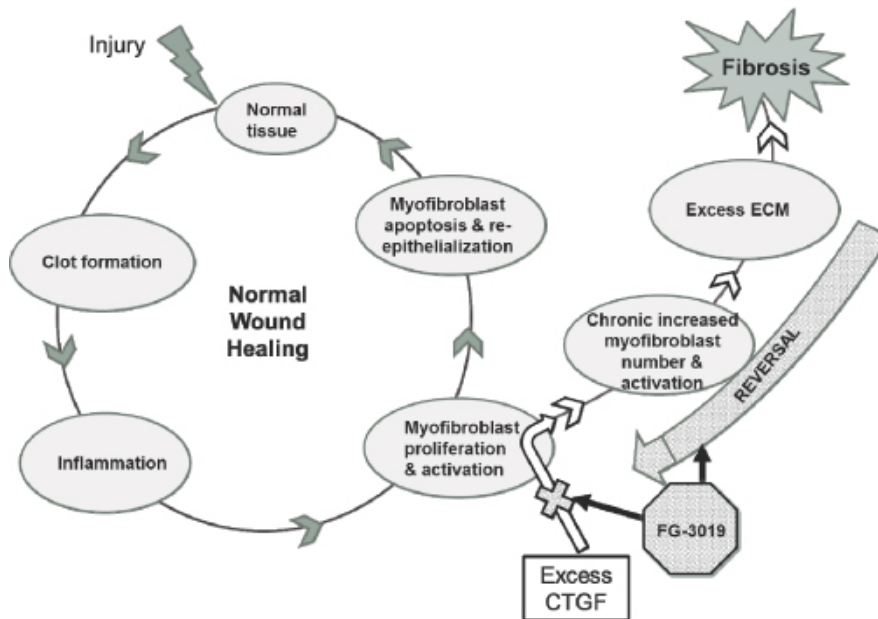 Injury
Normal
tissue
Clot formation
Inflammation
Normal
Wound
Healing
Myofibroblast
apoptosis & re-
epithelialization
Myofibroblast
proliferation
& activation
Fibrosis
Excess ECM
Chronic increased
myofibroblast
number &
activation
REVERSAL
FG-3019
Excess
CTGF